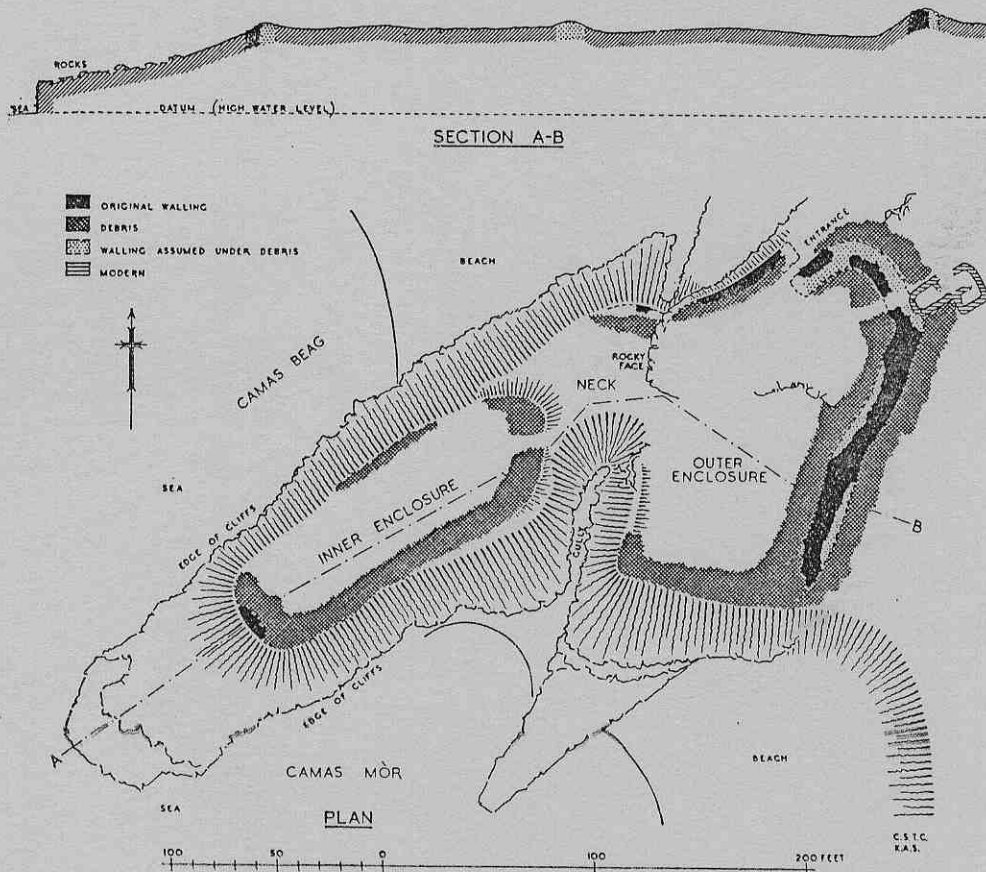 ROCKS
SEA
DATUM (HIGH WATER LEVEL)
SECTION A-B
ORIGINAL WALLING
DEBRIS
WALLING ASSUMED UNDER DEBRIS
MODERN
ENTRANCE
BEACH
CAMAS BEAG
ROCKY
FACE
NECK
SEA
OUTER
ENCLOSURE
INNER ENCLOSURE
B
EDGE OF CLIFFS
GULLY
EDGE OF CLIFFS
A
CAMAS MÒR
BEACH
SEA
PLAN
C.S.T.C.
K.A.S.
100 50 0 100 200 FEET